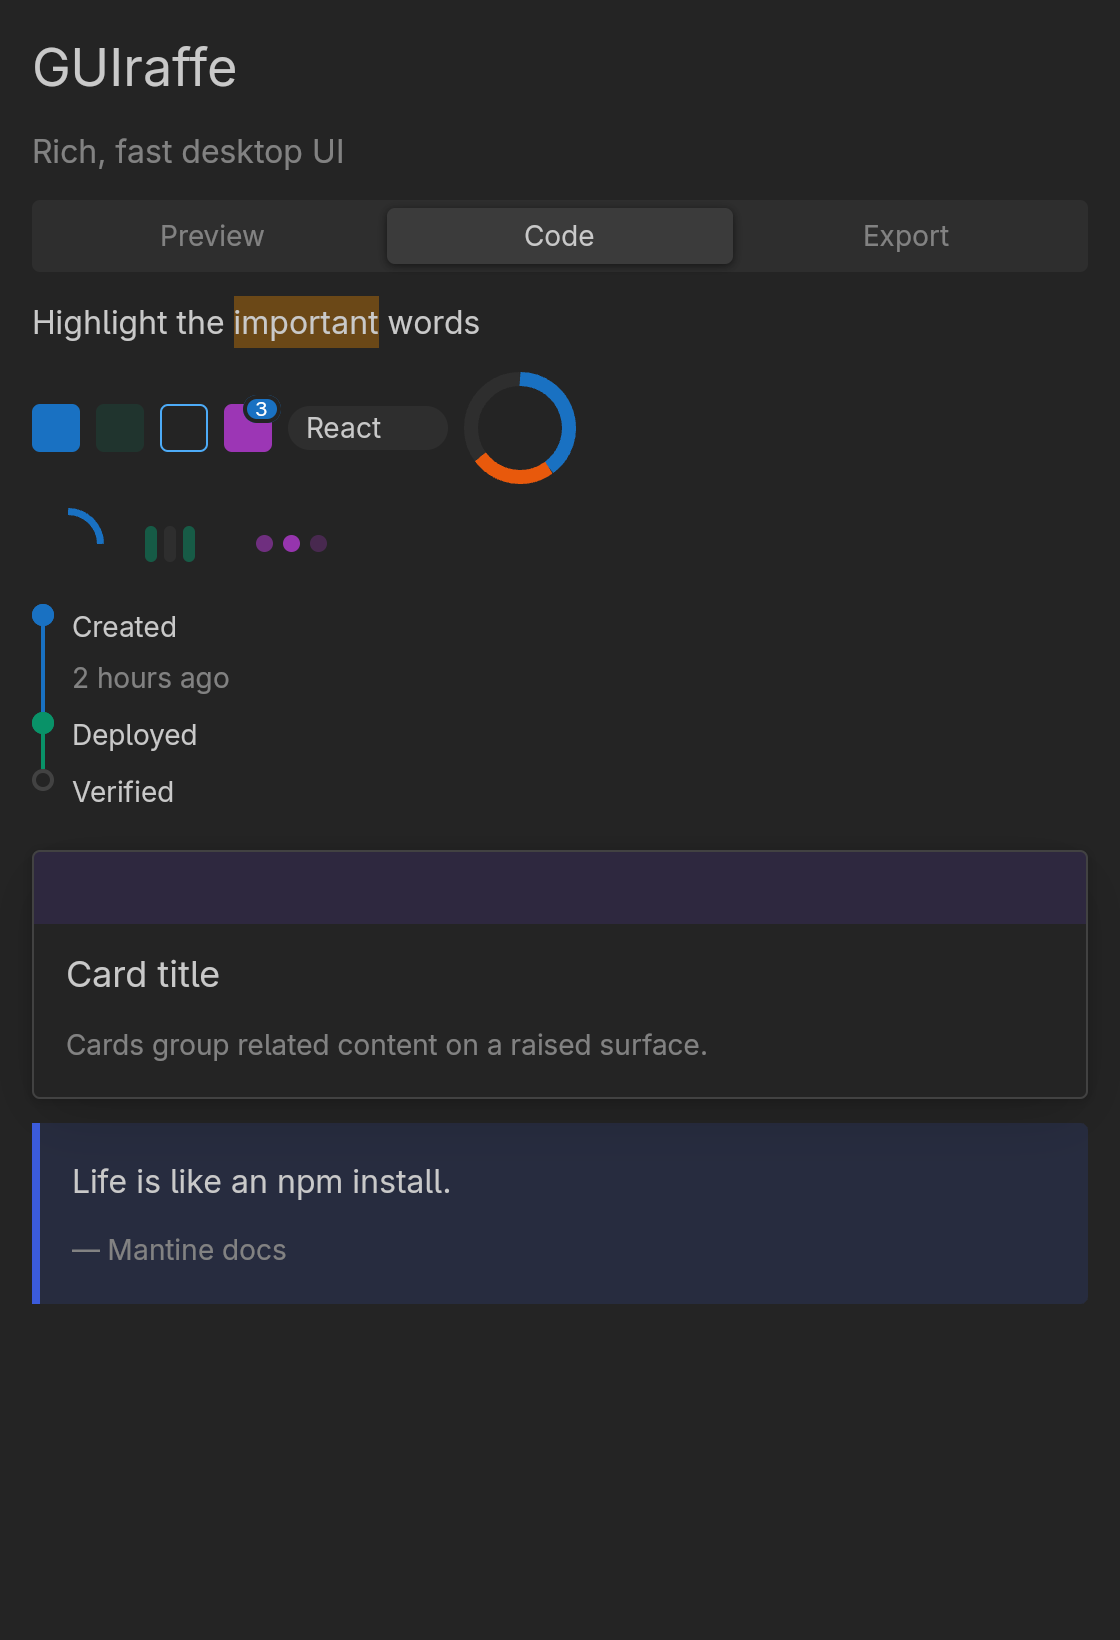 GUIraffe
Rich, fast desktop UI
Preview Code Export
Highlight the important words
3
React
Created
2 hours ago
Deployed
Verified
Card title
Cards group related content on a raised surface.
Life is like an npm install.
— Mantine docs